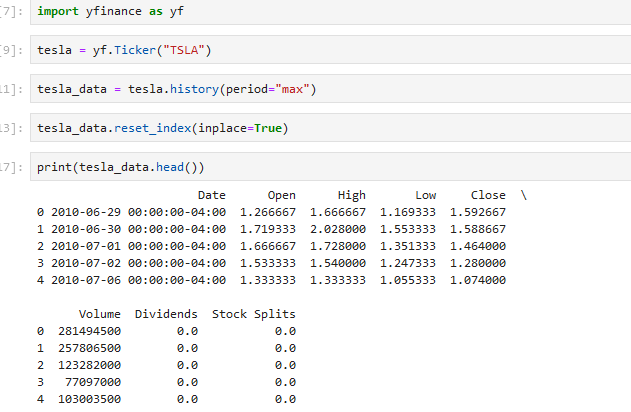 [7]: import yfinance as yf
[9]: tesla = yf.Ticker("TSLA")
[11]: tesla_data = tesla.history(period="max")
[13]: tesla_data.reset_index(inplace=True)
[17]: print(tesla_data.head())
Date Open High Low Close \
0 2010-06-29 00:00:00-04:00 1.266667 1.666667 1.169333 1.592667
1 2010-06-30 00:00:00-04:00 1.719333 2.028000 1.553333 1.588667
2 2010-07-01 00:00:00-04:00 1.666667 1.728000 1.351333 1.464000
3 2010-07-02 00:00:00-04:00 1.533333 1.540000 1.247333 1.280000
4 2010-07-06 00:00:00-04:00 1.333333 1.333333 1.055333 1.074000
Volume Dividends Stock Splits
0 281494500 0.0 0.0
1 257806500 0.0 0.0
2 123282000 0.0 0.0
3 77097000 0.0 0.0
4 103003500 0.0 0.0